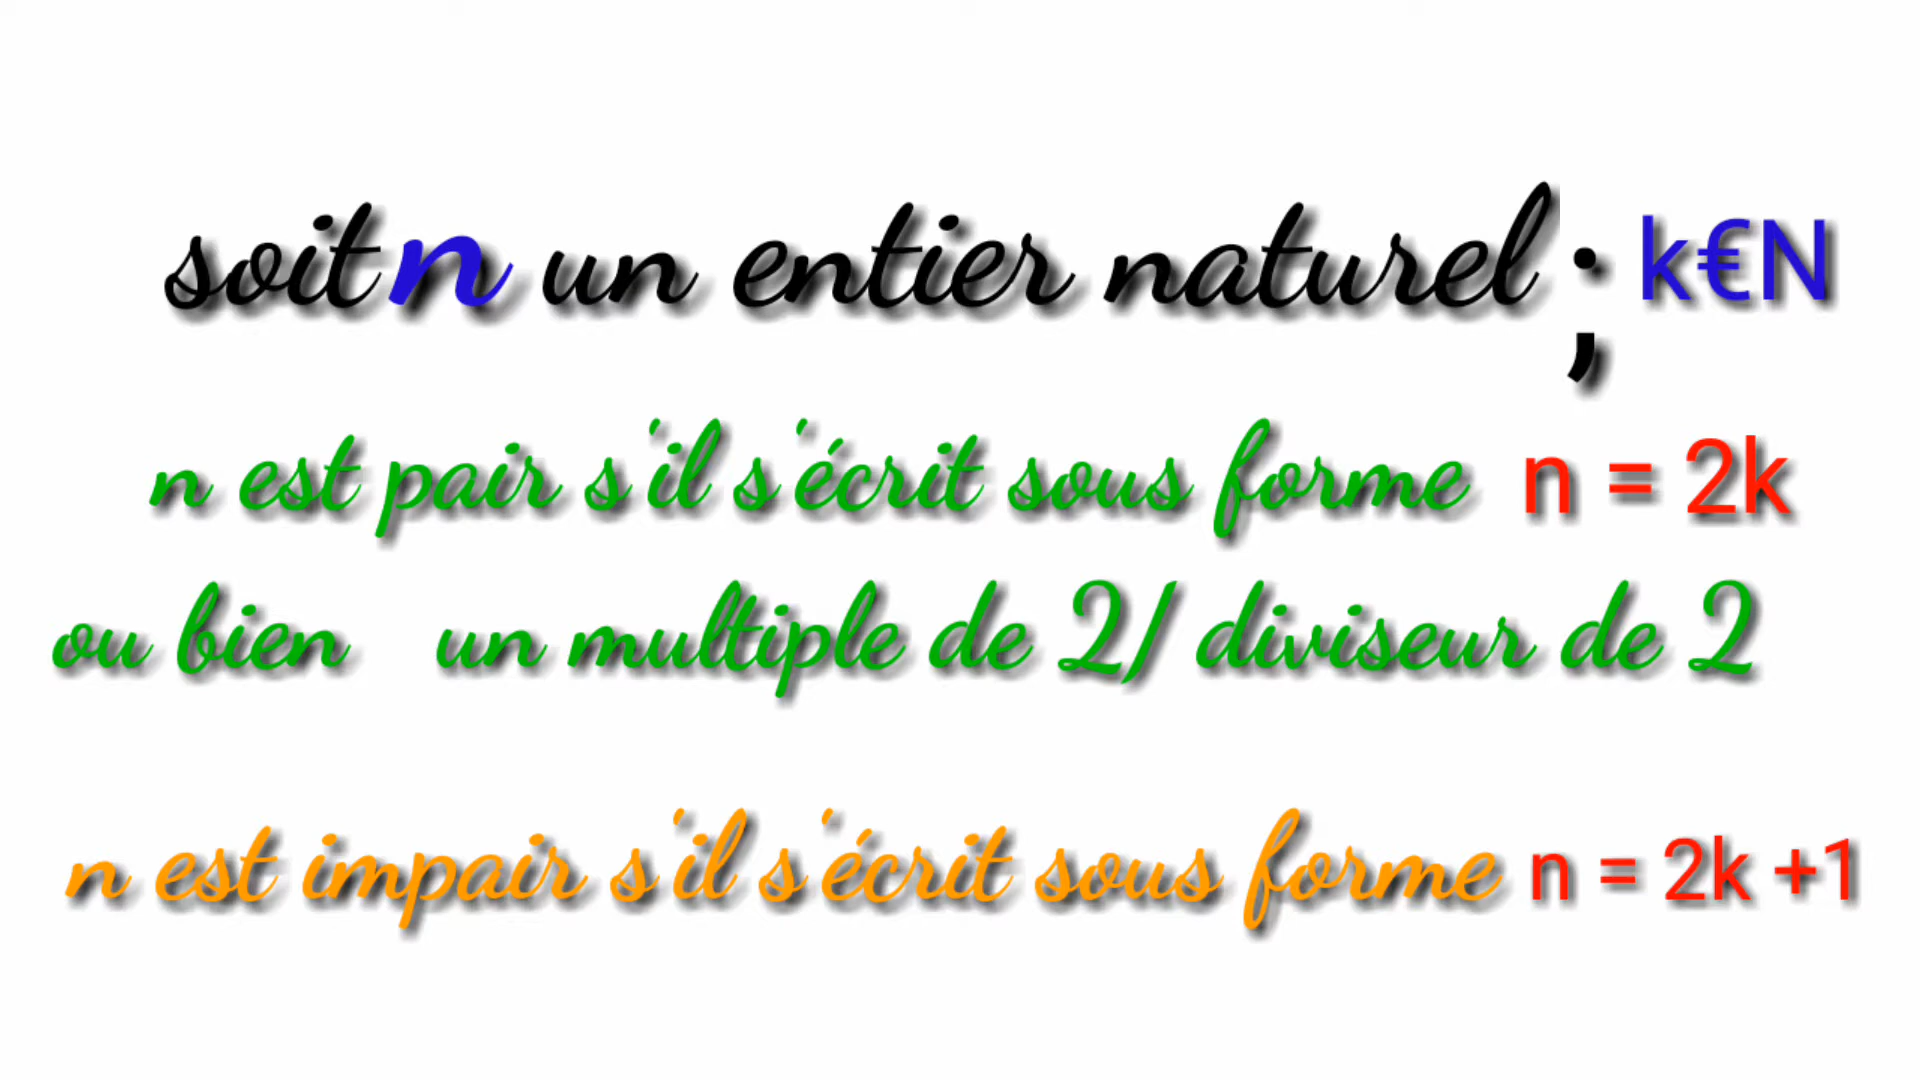 soit n un entier naturel ; k€N
n est pair s'il s'écrit sous forme n = 2k
ou bien un multiple de 2/ diviseur de 2
n est impair s'il s'écrit sous forme n = 2k +1